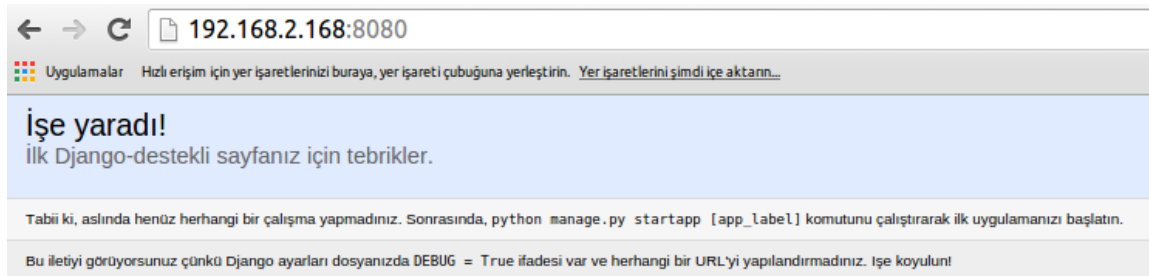 192.168.2.168:8080
Uygulamalar Hızlı erişim için yer işaretlerinizi buraya, yer işareti çubuğuna yerleştirin. Yer işaretlerini şimdi içe aktarın...
İşe yaradı!
İlk Django-destekli sayfanız için tebrikler.
Tabii ki, aslında henüz herhangi bir çalışma yapmadınız. Sonrasında, python manage.py startapp [app_label] komutunu çalıştırarak ilk uygulamanızı başlatın.
Bu iletiyi görüyorsunuz çünkü Django ayarları dosyanızda DEBUG = True ifadesi var ve herhangi bir URL'yi yapılandırmadınız. Işe koyulun!